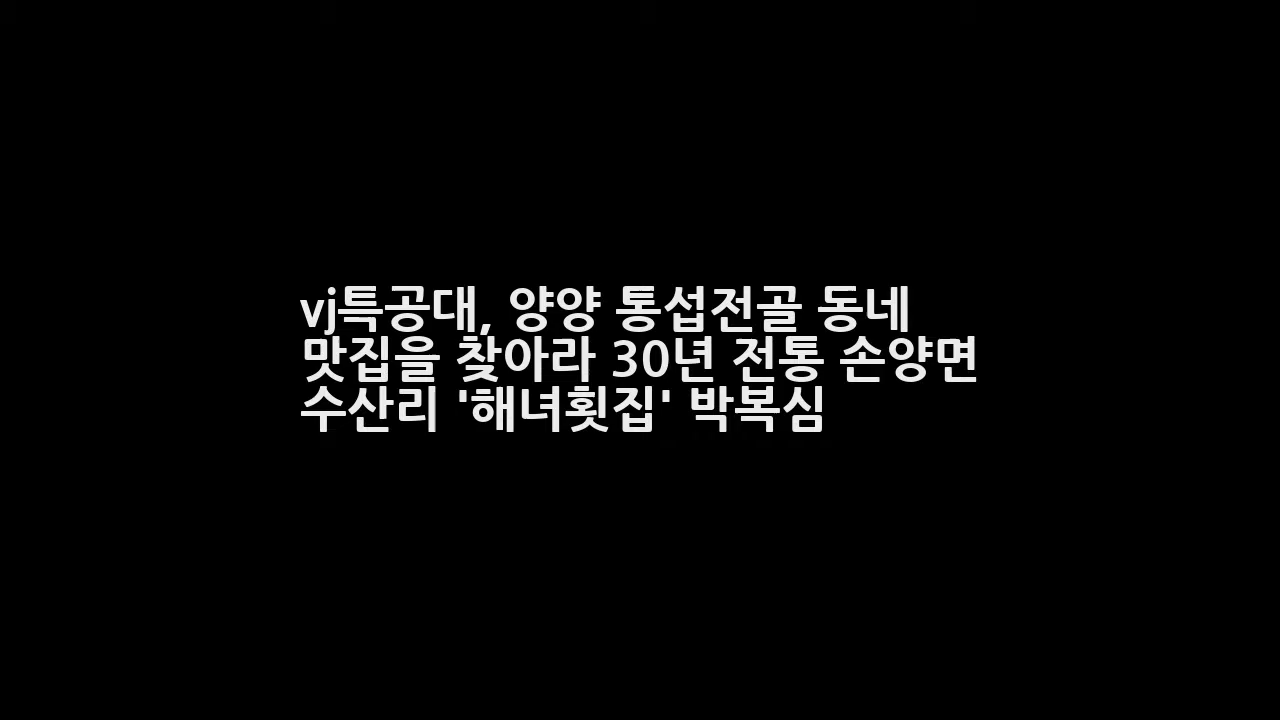 vj특공대, 양양 통섭전골 동네
맛집을 찾아라 30년 전통 손양면
수산리 '해녀횟집' 박복심